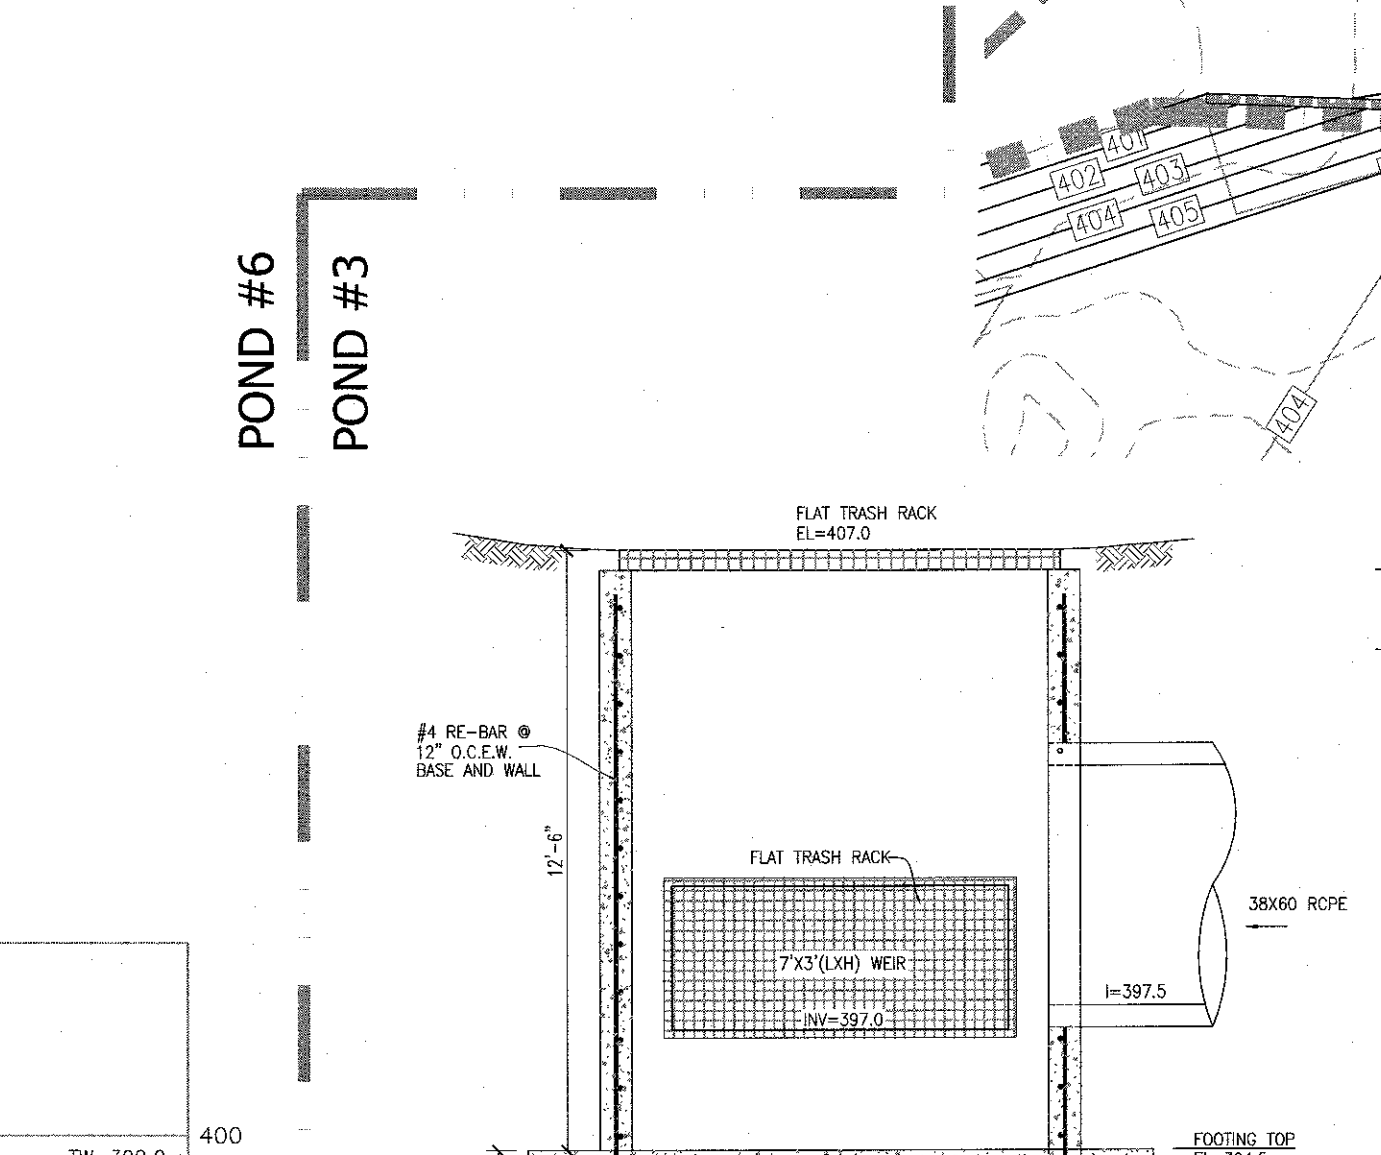 401
402
403
404
405
404
POND #6
POND #3
FLAT TRASH RACK
EL=407.0
#4 RE-BAR @
12" O.C.E.W.
BASE AND WALL
12'-6"
FLAT TRASH RACK
7'X3'(LXH) WEIR
INV=397.0
38X60 RCPE
I=397.5
400
FOOTING TOP